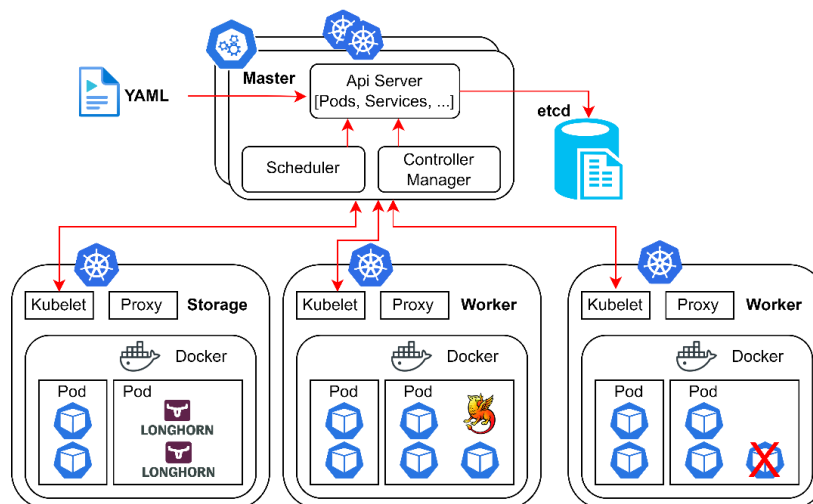 Master
Api Server
[Pods, Services, ...]
YAML
etcd
Scheduler
Controller
Manager
Kubelet
Proxy
Storage
Docker
Pod
Pod
LONGHORN
LONGHORN
Kubelet
Proxy
Worker
Docker
Pod
Pod
Kubelet
Proxy
Worker
Docker
Pod
Pod